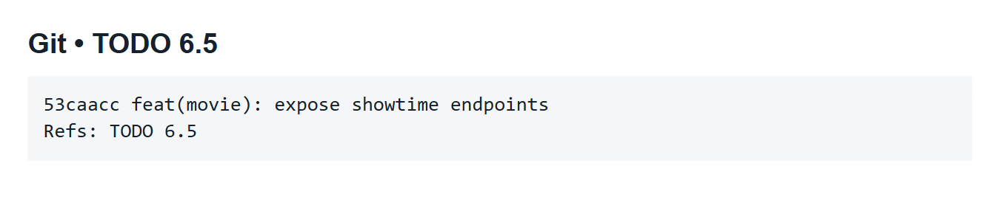 Git • TODO 6.5
53caacc feat(movie): expose showtime endpoints
Refs: TODO 6.5